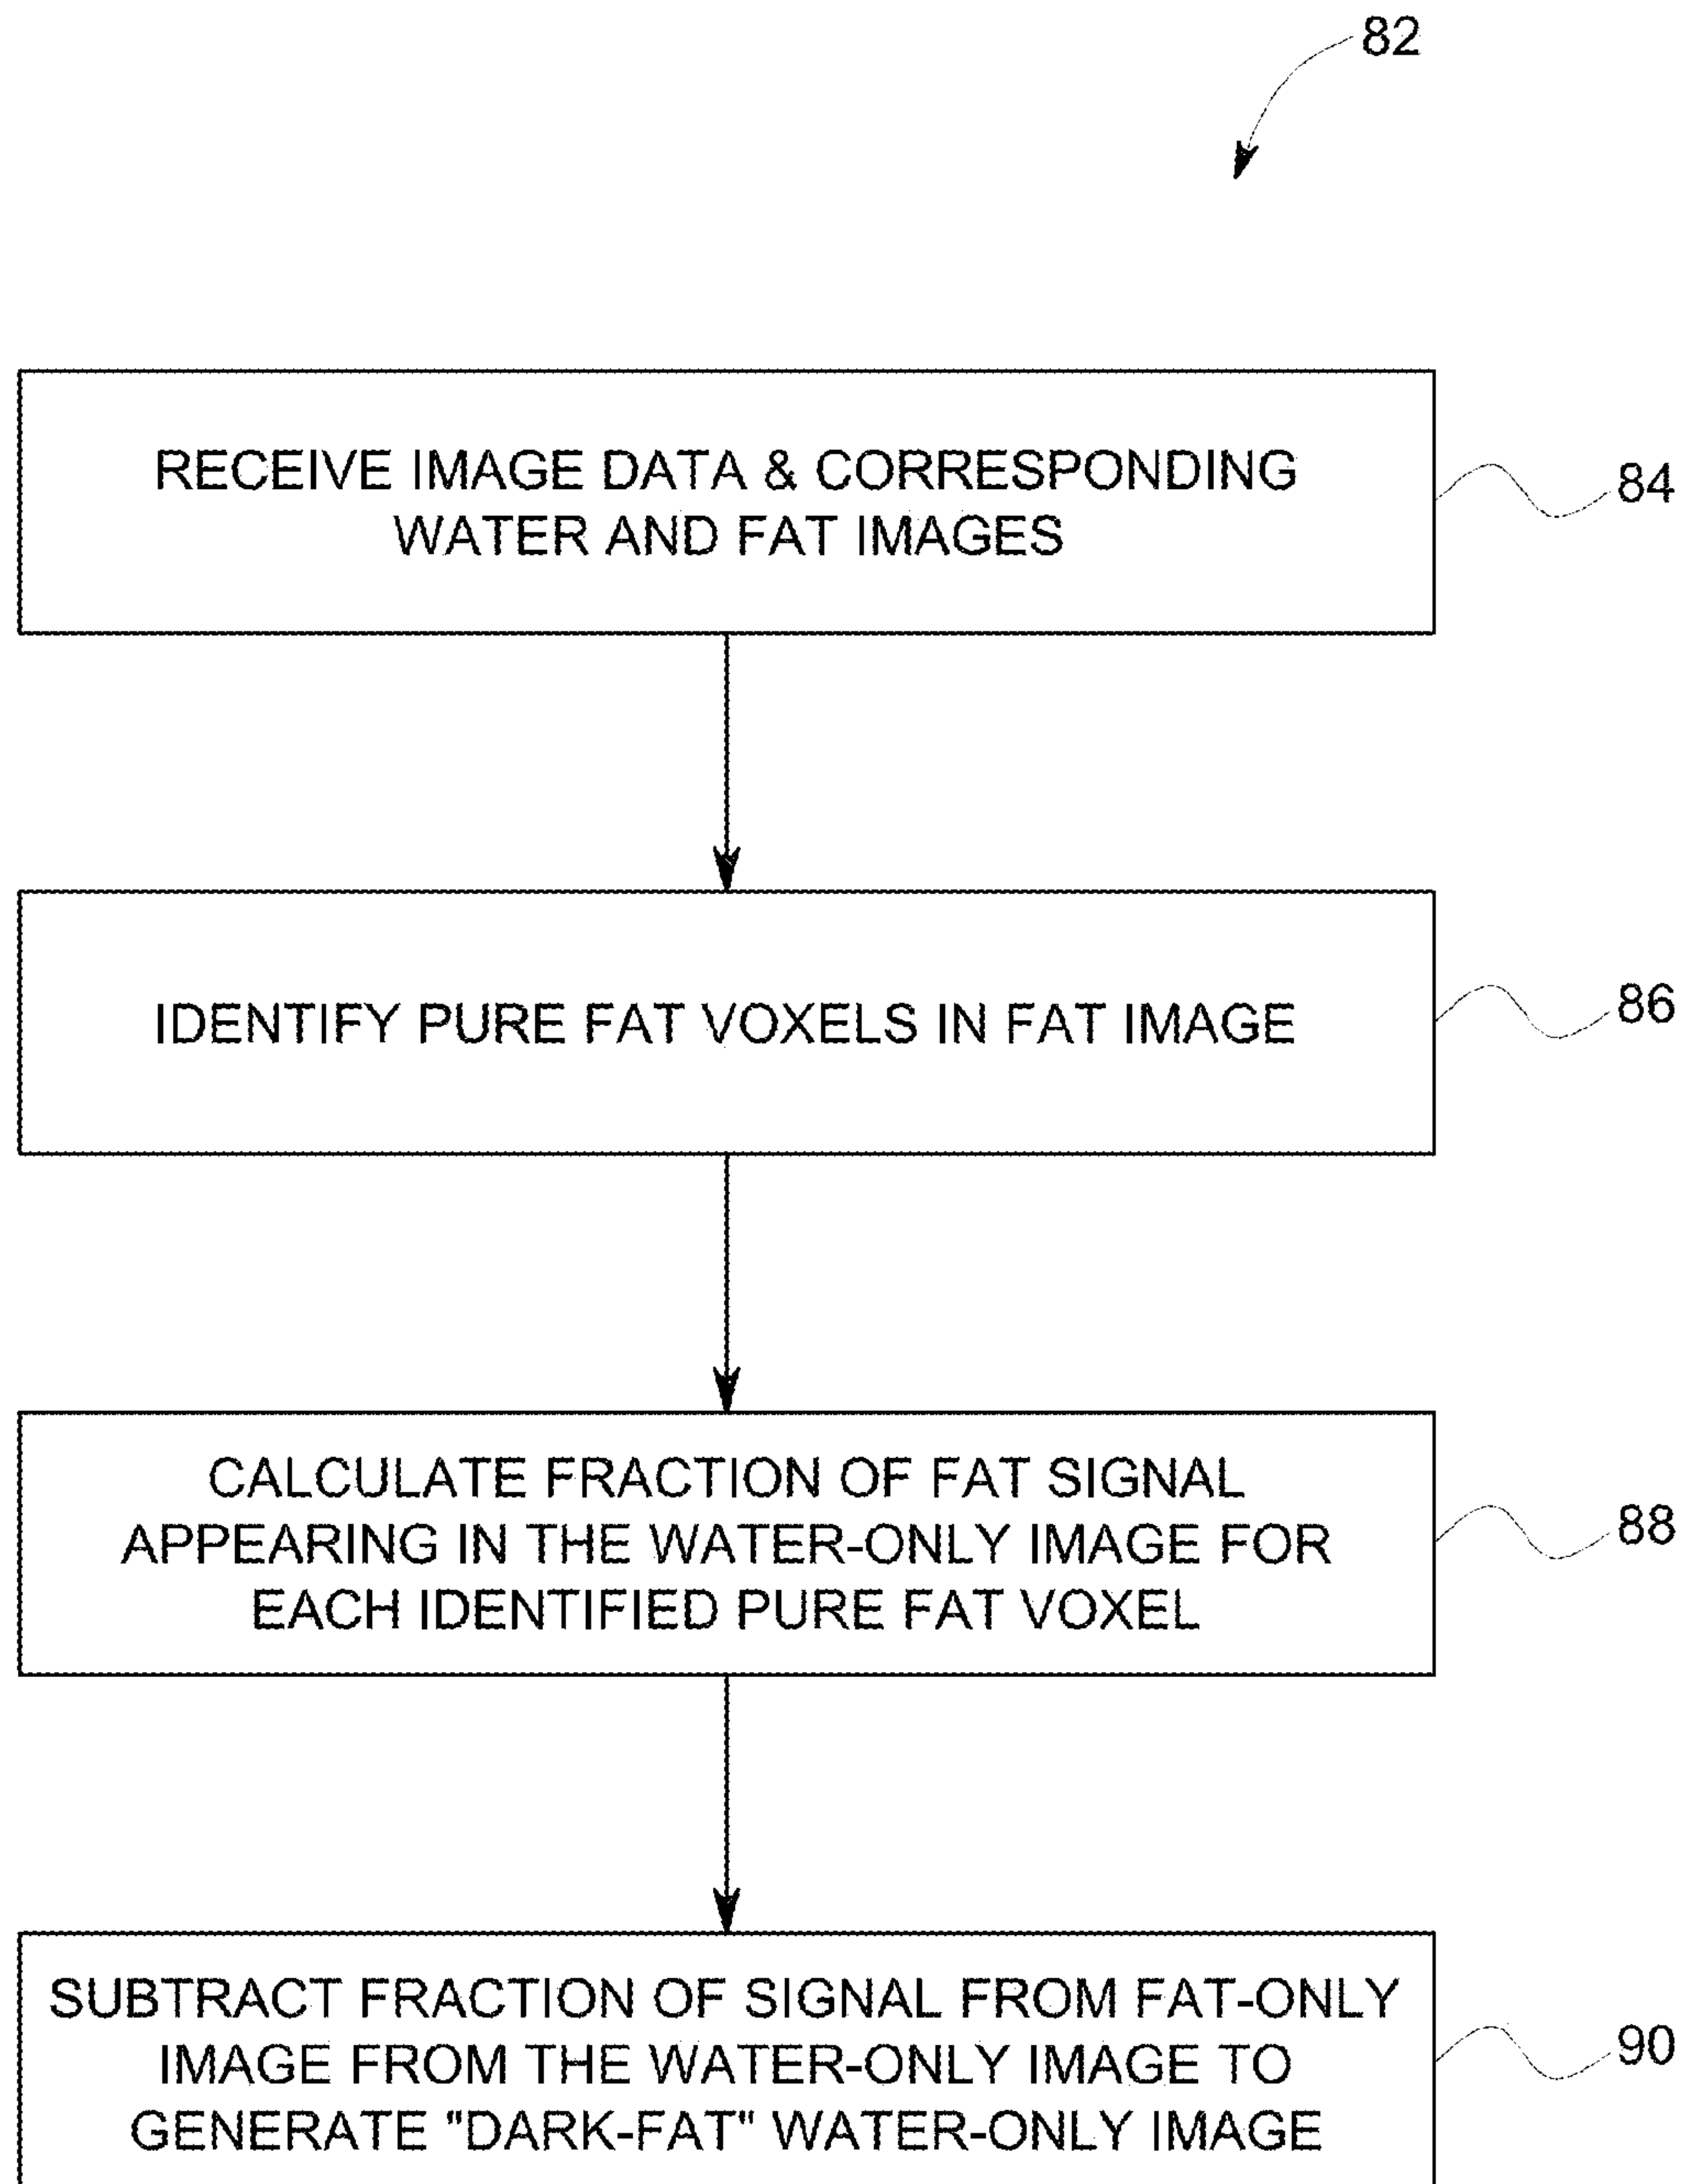 82
RECEIVE IMAGE DATA & CORRESPONDING
WATER AND FAT IMAGES
84
IDENTIFY PURE FAT VOXELS IN FAT IMAGE
86
CALCULATE FRACTION OF FAT SIGNAL
APPEARING IN THE WATER-ONLY IMAGE FOR
EACH IDENTIFIED PURE FAT VOXEL
88
SUBTRACT FRACTION OF SIGNAL FROM FAT-ONLY
IMAGE FROM THE WATER-ONLY IMAGE TO
GENERATE "DARK-FAT" WATER-ONLY IMAGE
90